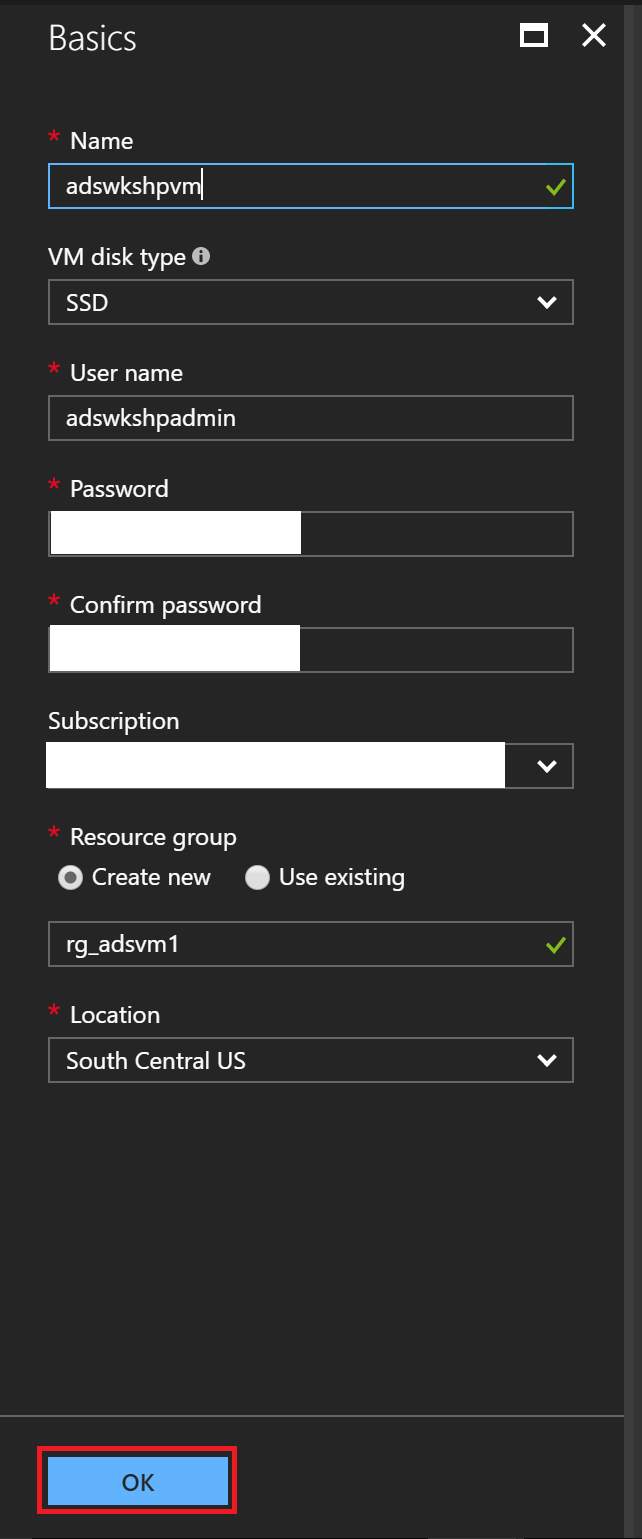 Basics
* Name
adswkshpvm
VM disk type
SSD
* User name
adswkshpadmin
* Password
* Confirm password
Subscription
* Resource group
Create new Use existing
rg_adsvm1
* Location
South Central US
OK